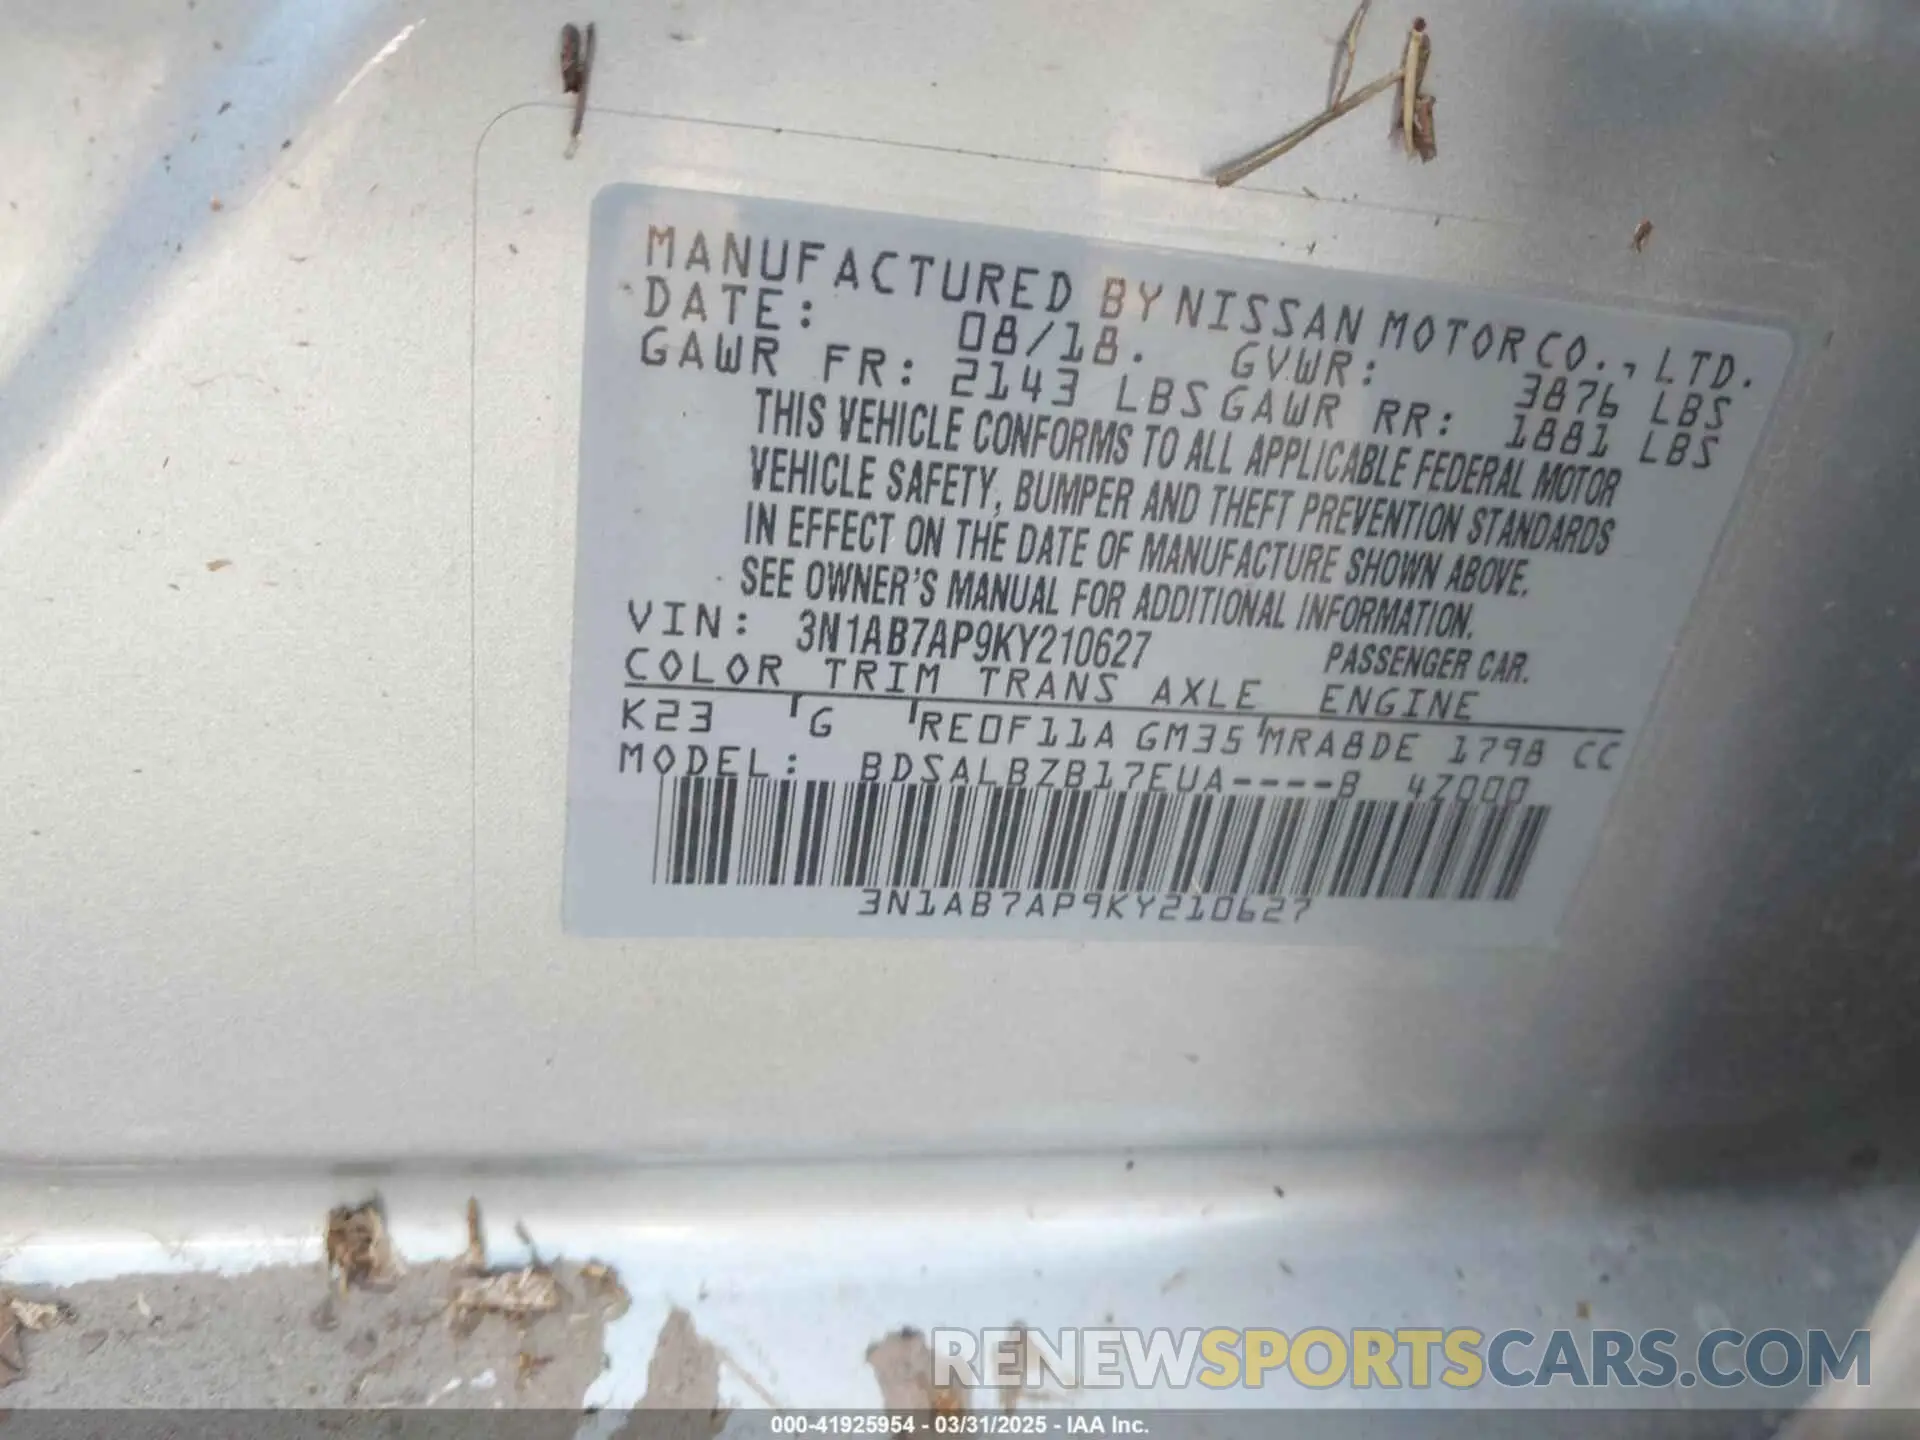 MANUFACTURED BY NISSAN MOTOR CO., LTD.
DATE: 08/18. GVWR: 3876 LBS
GAWR FR: 2143 LBS GAWR RR: 1881 LBS
THIS VEHICLE CONFORMS TO ALL APPLICABLE FEDERAL MOTOR
VEHICLE SAFETY, BUMPER AND THEFT PREVENTION STANDARDS
IN EFFECT ON THE DATE OF MANUFACTURE SHOWN ABOVE.
SEE OWNER'S MANUAL FOR ADDITIONAL INFORMATION.
VIN: 3N1AB7AP9KY210627 PASSENGER CAR.
COLOR TRIM TRANS AXLE ENGINE
K23 G RE0F11A GM35 MRA8DE 1798 CC
MODEL: BDSALBZB17EUA----B 4Z000
3N1AB7AP9KY210627
RENEWSPORTSCARS.COM
000-41925954 - 03/31/2025 - IAA Inc.